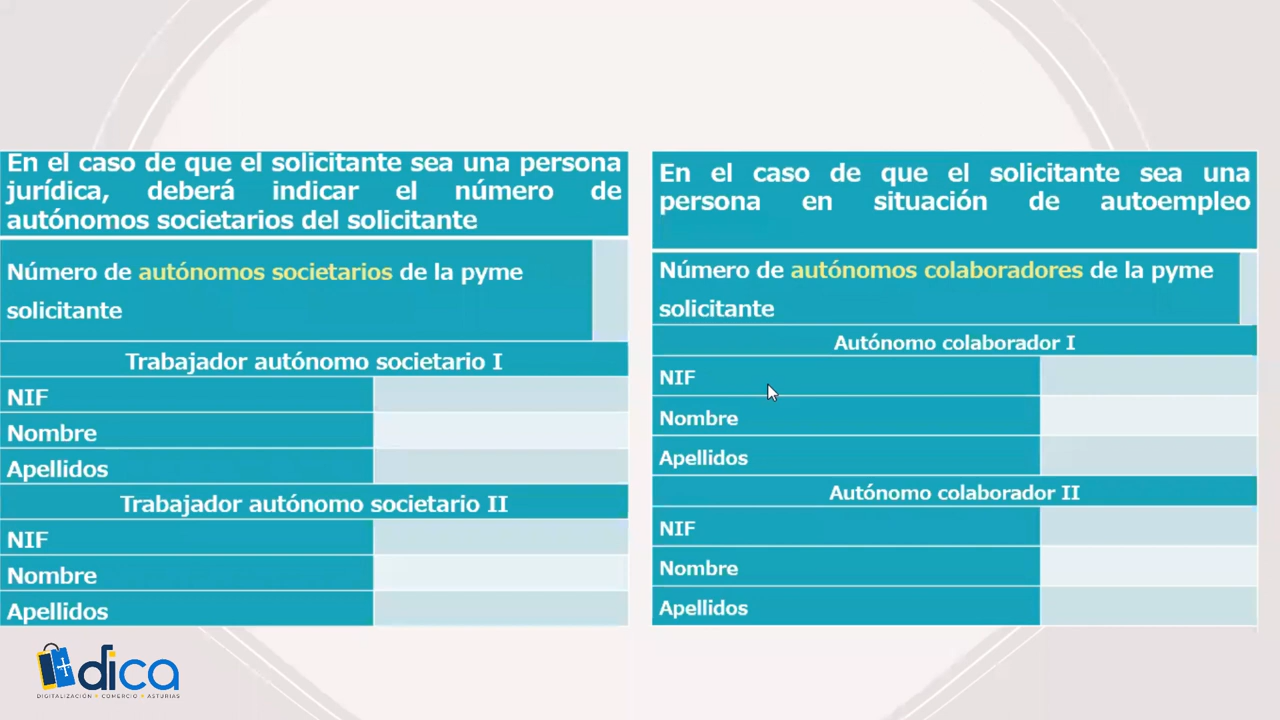 En el caso de que el solicitante sea una persona
jurídica, deberá indicar el número de
autónomos societarios del solicitante
Número de autónomos societarios de la pyme
solicitante
Trabajador autónomo societario I
NIF
Nombre
Apellidos
Trabajador autónomo societario II
NIF
Nombre
Apellidos
En el caso de que el solicitante sea una
persona en situación de autoempleo
Número de autónomos colaboradores de la pyme
solicitante
Autónomo colaborador I
NIF
Nombre
Apellidos
Autónomo colaborador II
NIF
Nombre
Apellidos
dica
DIGITALIZACIÓN + COMERCIO + ASTURIAS